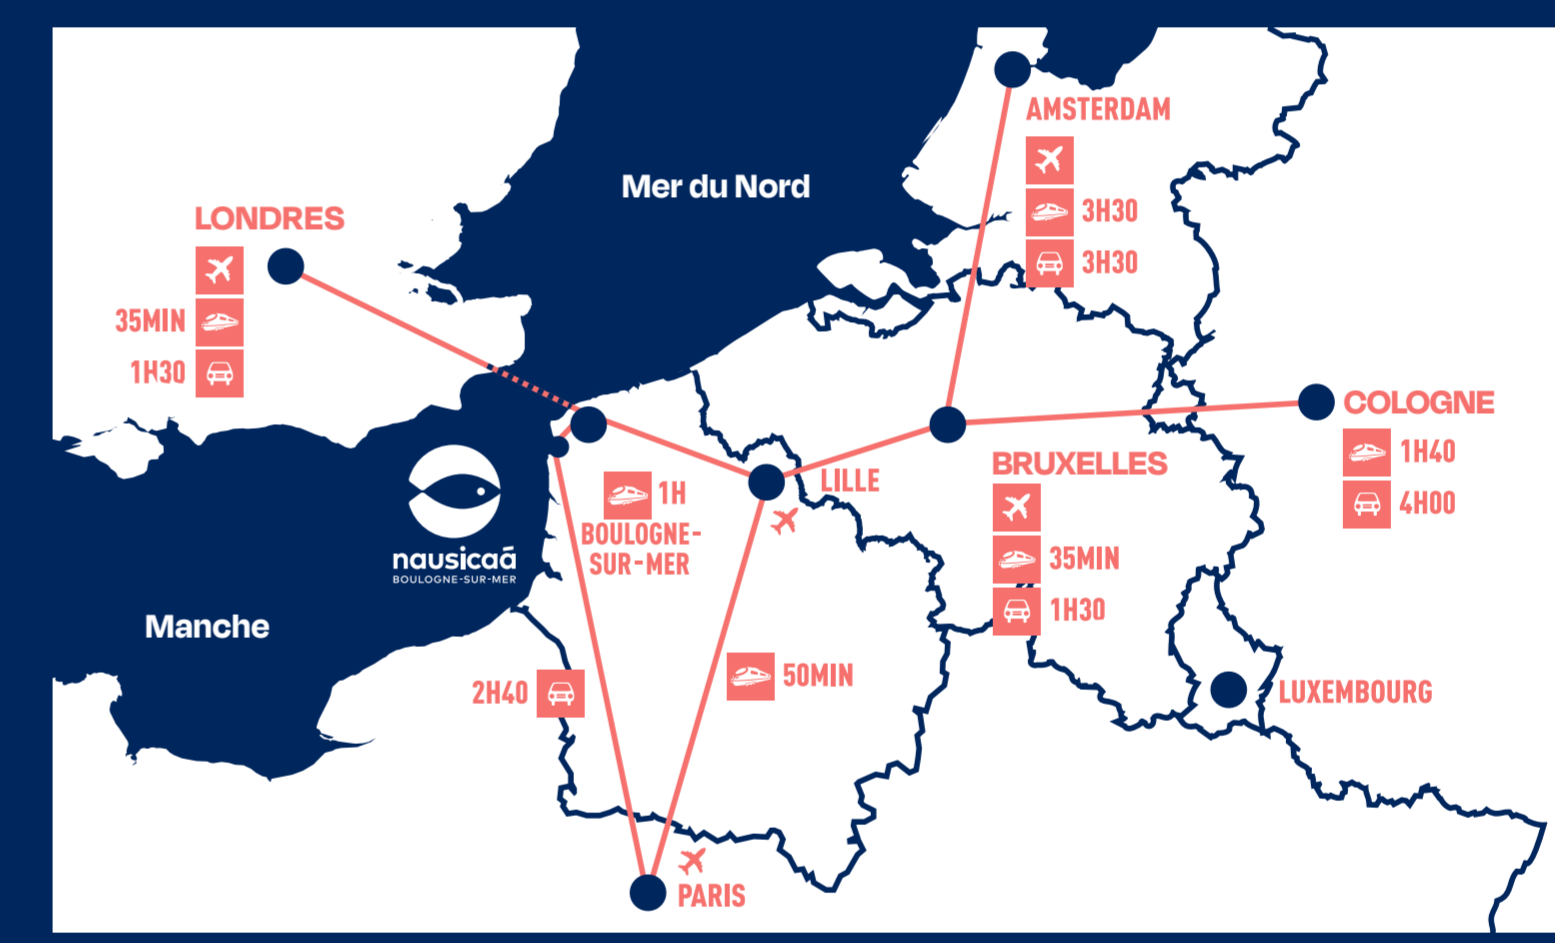 AMSTERDAM
3H30
3H30
Mer du Nord
LONDRES
35MIN
1H30
COLOGNE
1H40
4H00
BRUXELLES
35MIN
1H30
LILLE
1H
BOULOGNE-
SUR-MER
nausicaá
BOULOGNE-SUR-MER
Manche
2H40
50MIN
LUXEMBOURG
PARIS